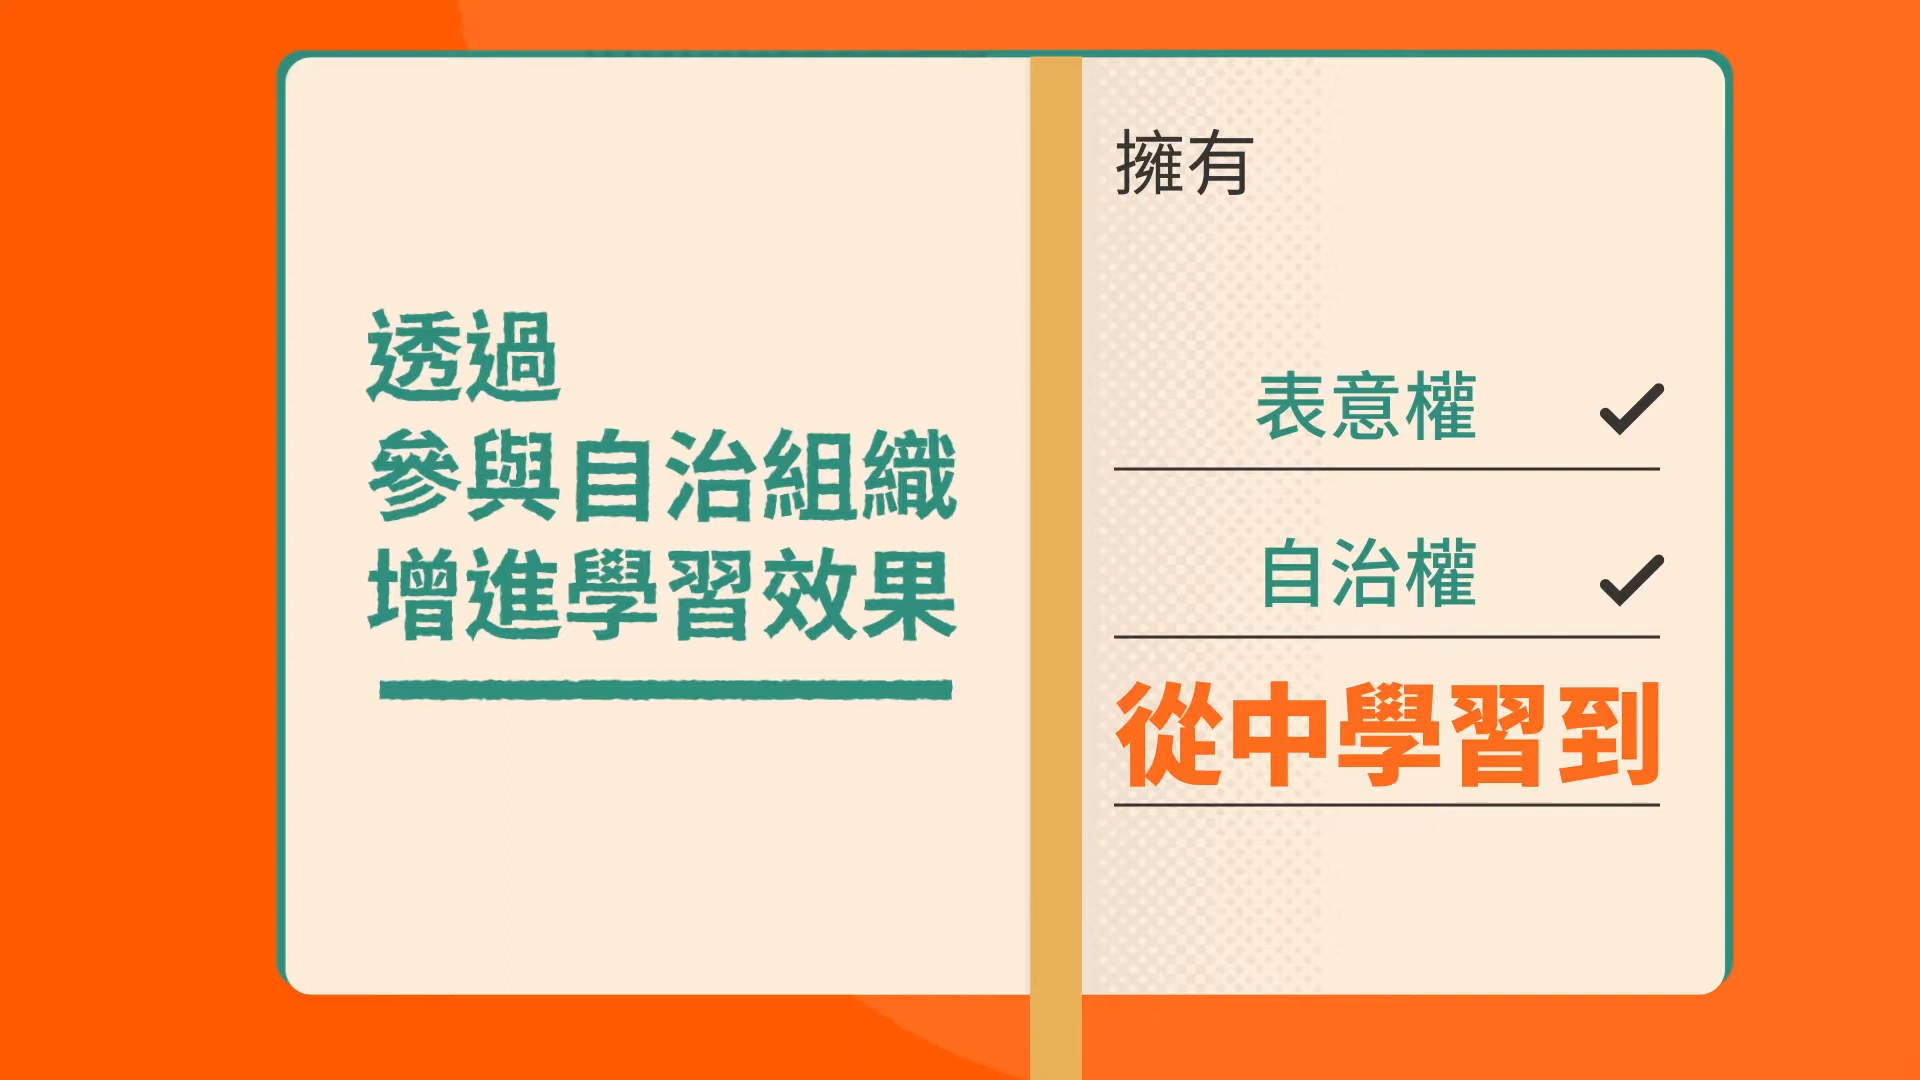 透過
參與自治組織
增進學習效果
擁有
表意權
自治權
從中學習到